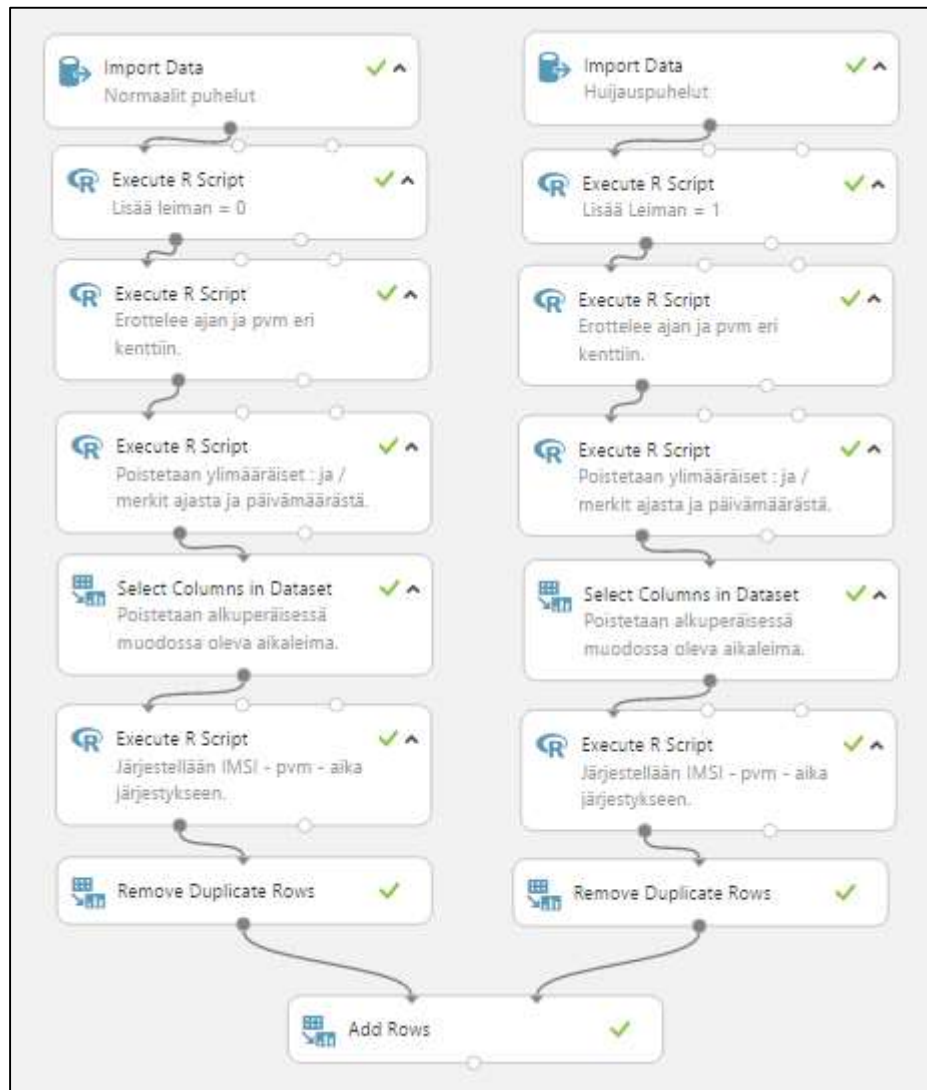 Import Data
Normaalit puhelut
Execute R Script
Lisää leiman = 0
Execute R Script
Erottelee ajan ja pvm eri
kenttiin.
Execute R Script
Poistetaan ylimääräiset : ja /
merkit ajasta ja päivämäärästä.
Select Columns in Dataset
Poistetaan alkuperäisessä
muodossa oleva aikaleima.
Execute R Script
Järjestellään IMSI - pvm - aika
järjestykseen.
Remove Duplicate Rows
Import Data
Huijauspuhelut
Execute R Script
Lisää Leiman = 1
Execute R Script
Erottelee ajan ja pvm eri
kenttiin.
Execute R Script
Poistetaan ylimääräiset : ja /
merkit ajasta ja päivämäärästä.
Select Columns in Dataset
Poistetaan alkuperäisessä
muodossa oleva aikaleima.
Execute R Script
Järjestellään IMSI - pvm - aika
järjestykseen.
Remove Duplicate Rows
Add Rows